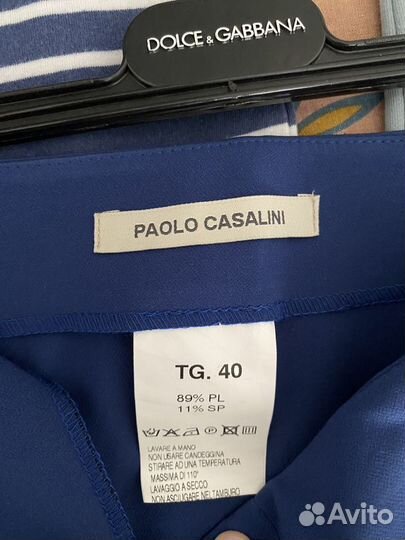 DOLCE & GABBANA
PAOLO CASALINI
TG. 40
89% PL
11% SP
LAVARE A MANO
NON USARE CANDEGGINA
STIRARE AD UNA TEMPERATURA
MASSIMA DI 110°
LAVAGGIO A SECCO
NON ASCIUGARE NEL TAMBURO
Avito